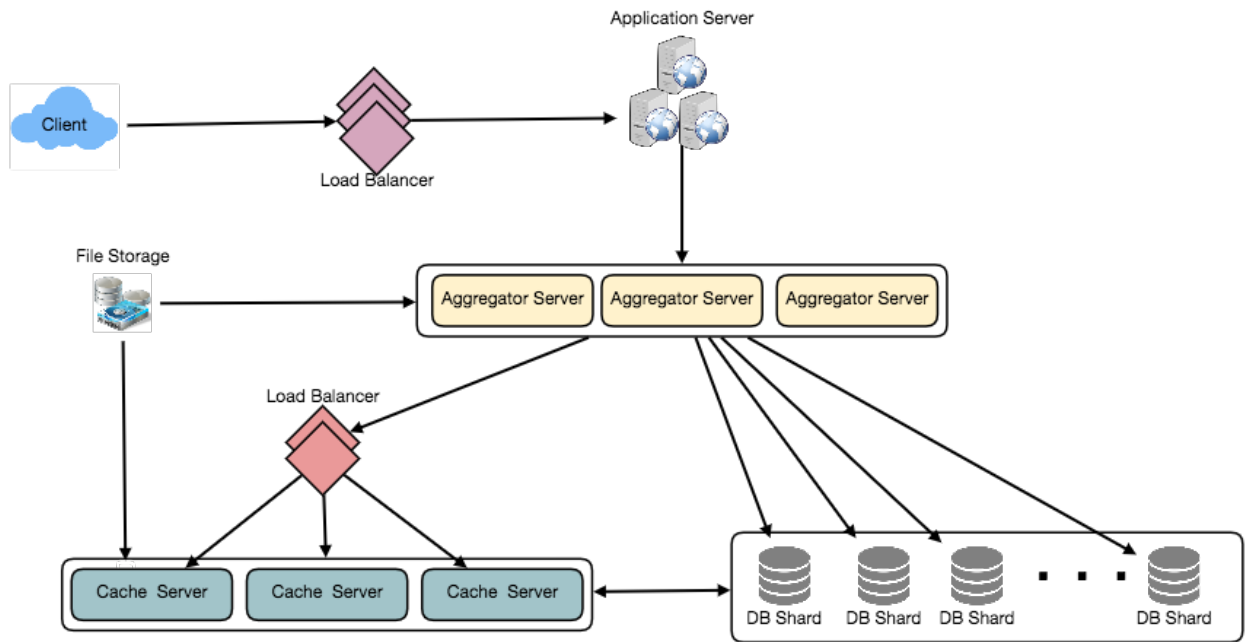 Application Server
Client
Load Balancer
File Storage
Aggregator Server
Aggregator Server
Aggregator Server
Load Balancer
Cache Server
Cache Server
Cache Server
DB Shard
DB Shard
DB Shard
DB Shard